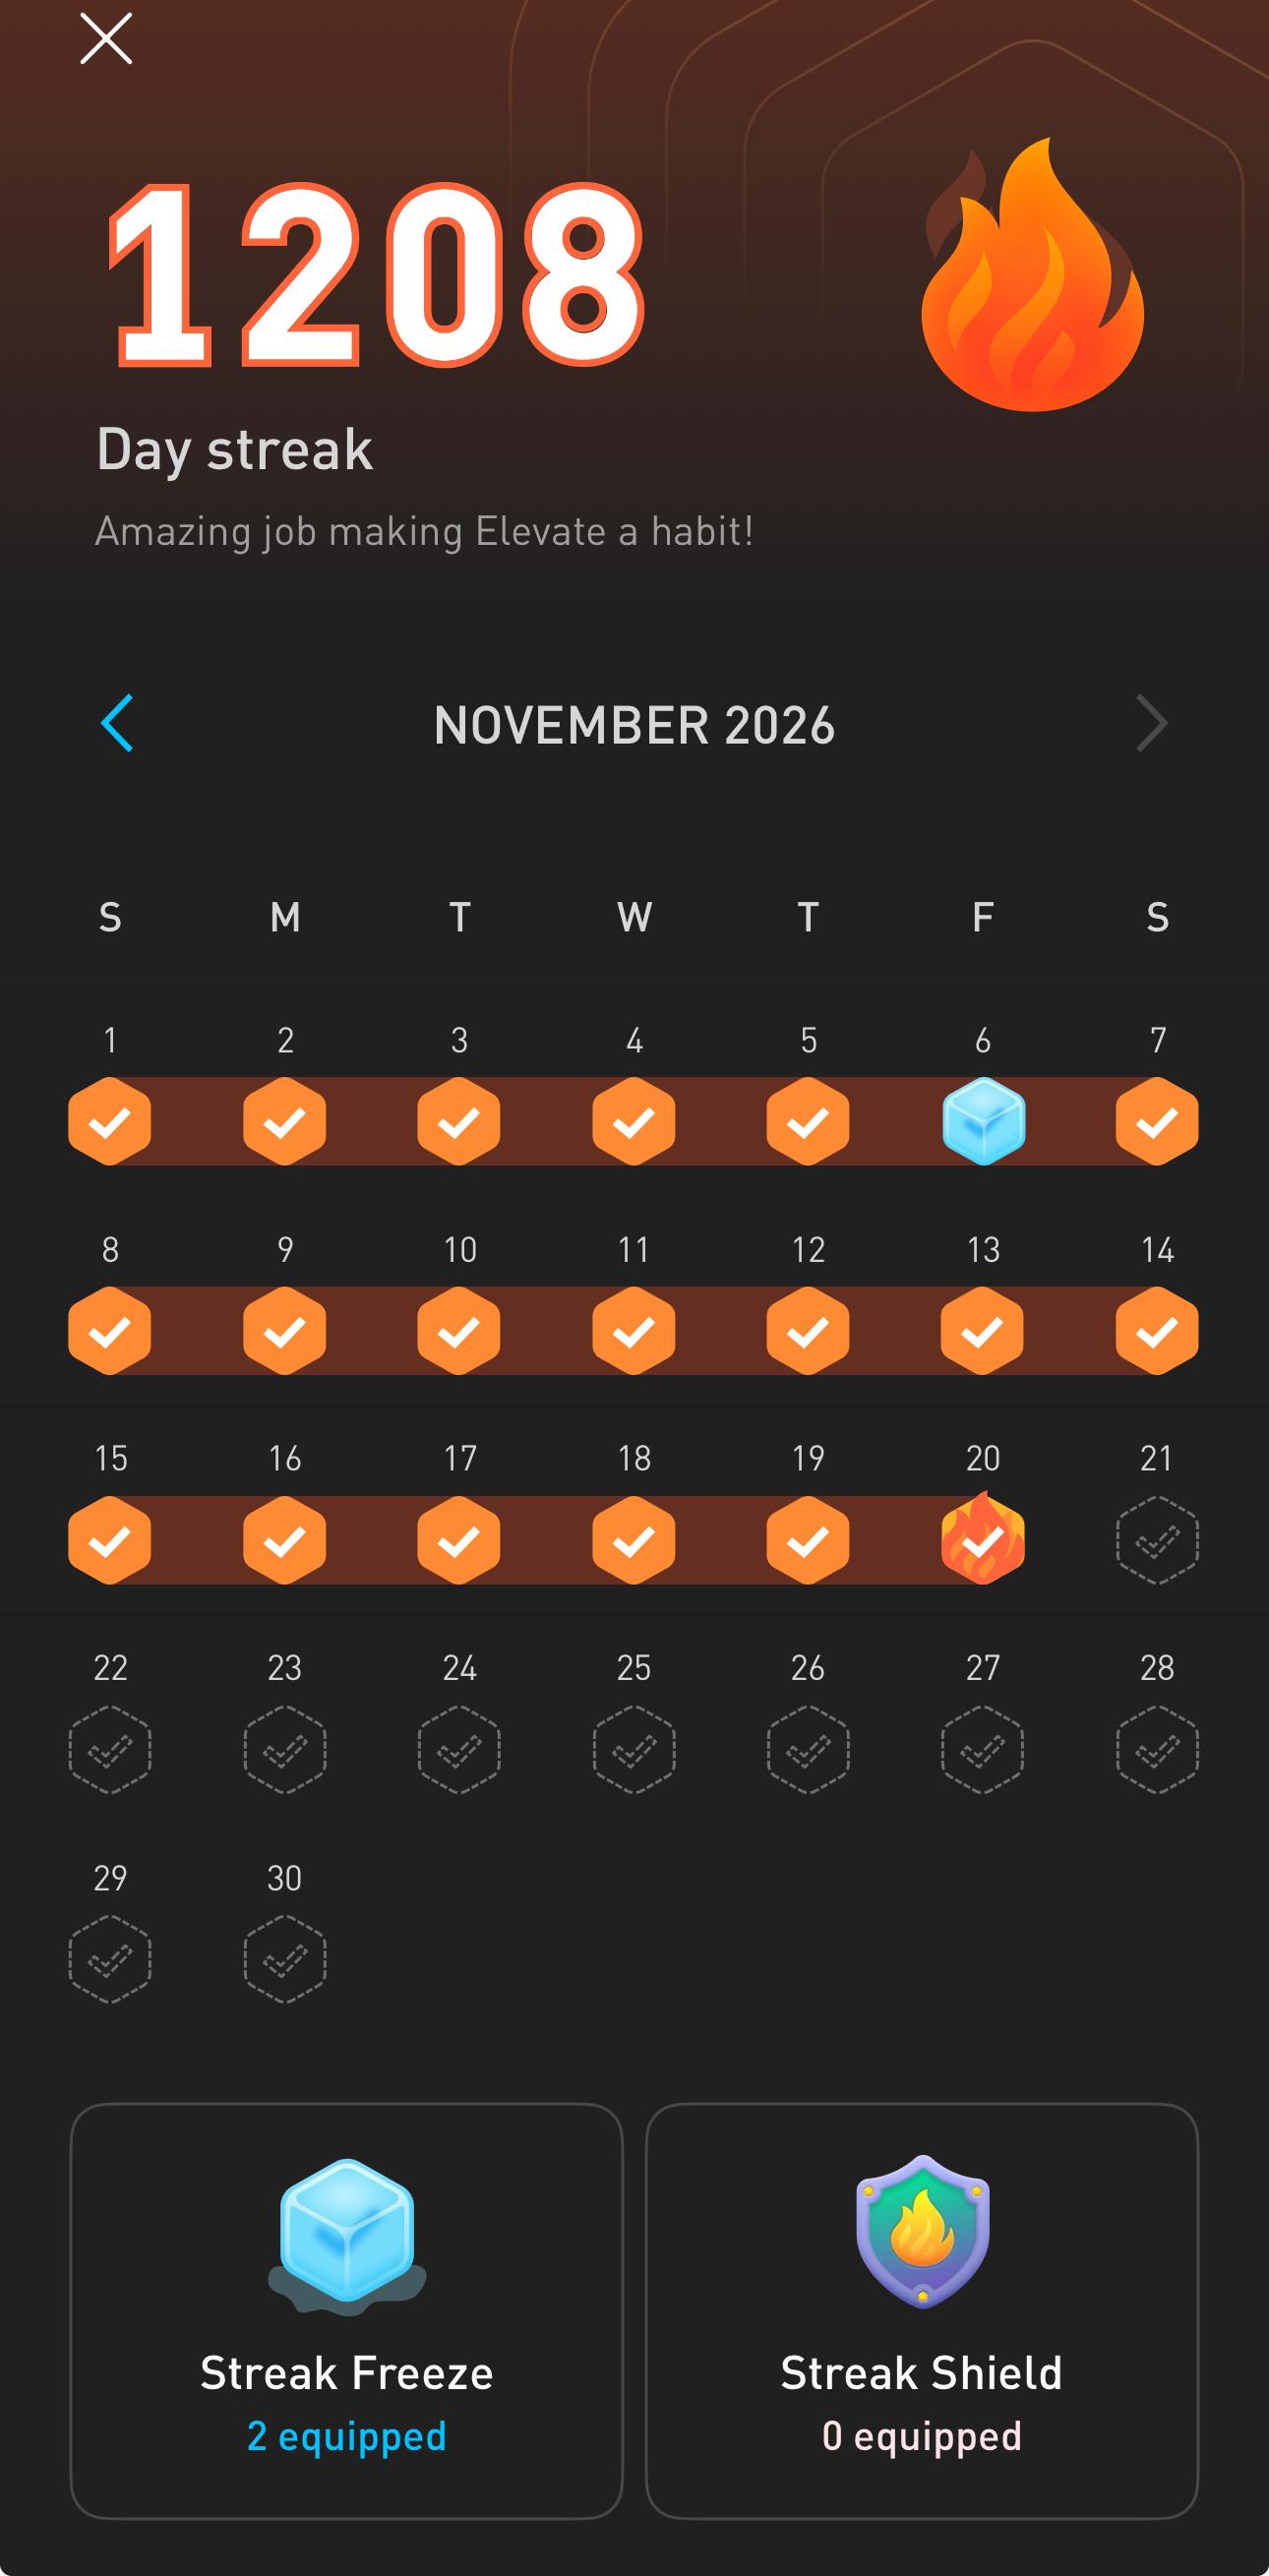 1208
Day streak
Amazing job making Elevate a habit!
NOVEMBER 2026
S M T W T F S
1 2 3 4 5 6 7
8 9 10 11 12 13 14
15 16 17 18 19 20 21
22 23 24 25 26 27 28
29 30
Streak Freeze
2 equipped
Streak Shield
0 equipped